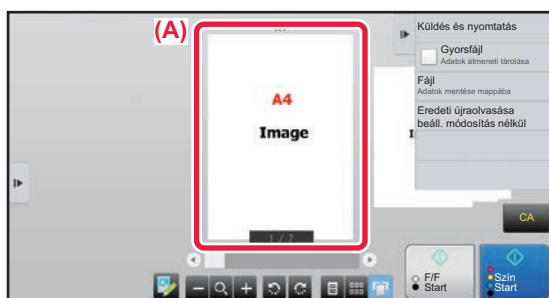 (A)
A4
Image
1 / 7
Küldés és nyomtatás
Gyorsfájl
Adatok átmeneti tárolása
Fájl
Adatok mentése mappába
Eredeti újraolvasása
beáll. módosítás nélkül
CA
F/F
Start
Szín
Start